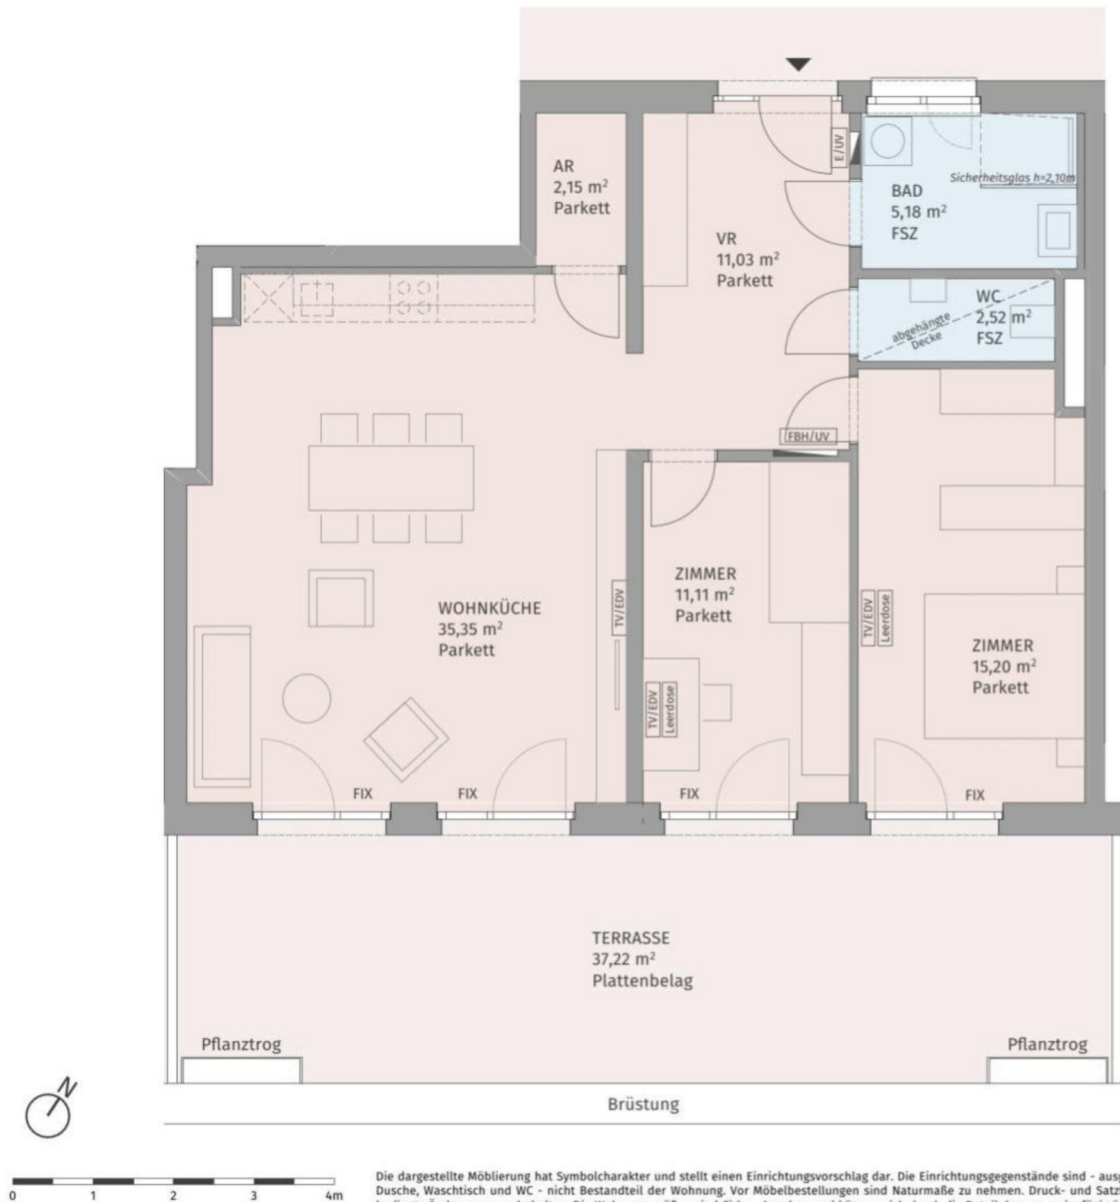 AR
2,15 m²
Parkett
E/UV
BAD
5,18 m²
FSZ
Sicherheitsglas h=2,10m
VR
11,03 m²
Parkett
WC
2,52 m²
FSZ
abgehängte
Decke
FBH/UV
WOHNKÜCHE
35,35 m²
Parkett
TV/EDV
ZIMMER
11,11 m²
Parkett
TV/EDV
Leerdose
TV/EDV
Leerdose
ZIMMER
15,20 m²
Parkett
FIX
FIX
FIX
FIX
TERRASSE
37,22 m²
Plattenbelag
Pflanztrog
Pflanztrog
Brüstung
N
0 1 2 3 4m
Die dargestellte Möblierung hat Symbolcharakter und stellt einen Einrichtungsvorschlag dar. Die Einrichtungsgegenstände sind -
Dusche, Waschtisch und WC - nicht Bestandteil der Wohnung. Vor Möbelbestellungen sind Naturmaße zu nehmen. Druck- und